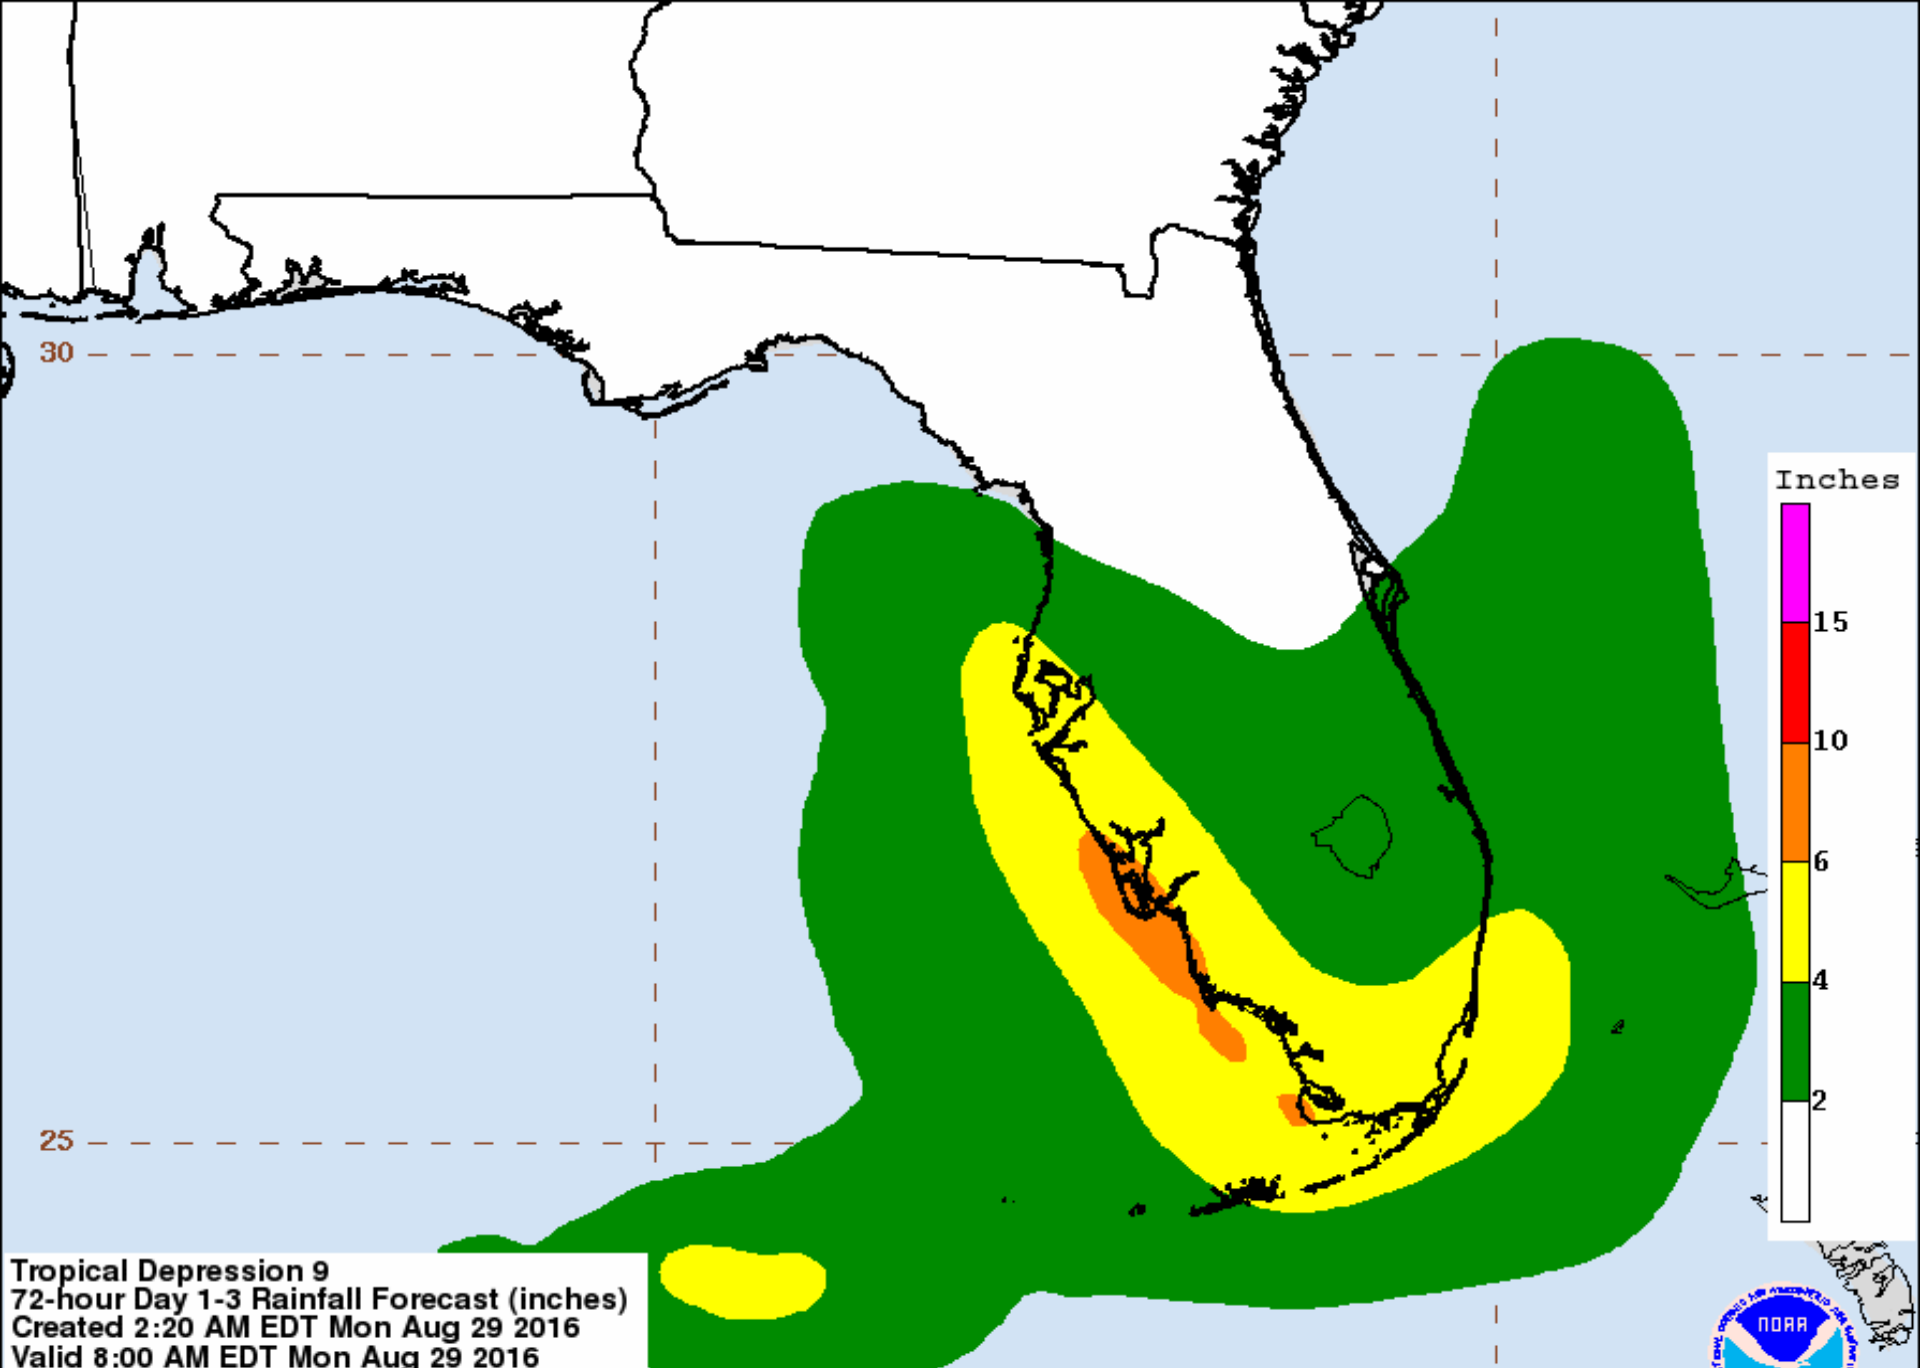 30
Inches
15
10
6
4
2
25
Tropical Depression 9
72-hour Day 1-3 Rainfall Forecast (inches)
Created 2:20 AM EDT Mon Aug 29 2016
Valid 8:00 AM EDT Mon Aug 29 2016
NOAA